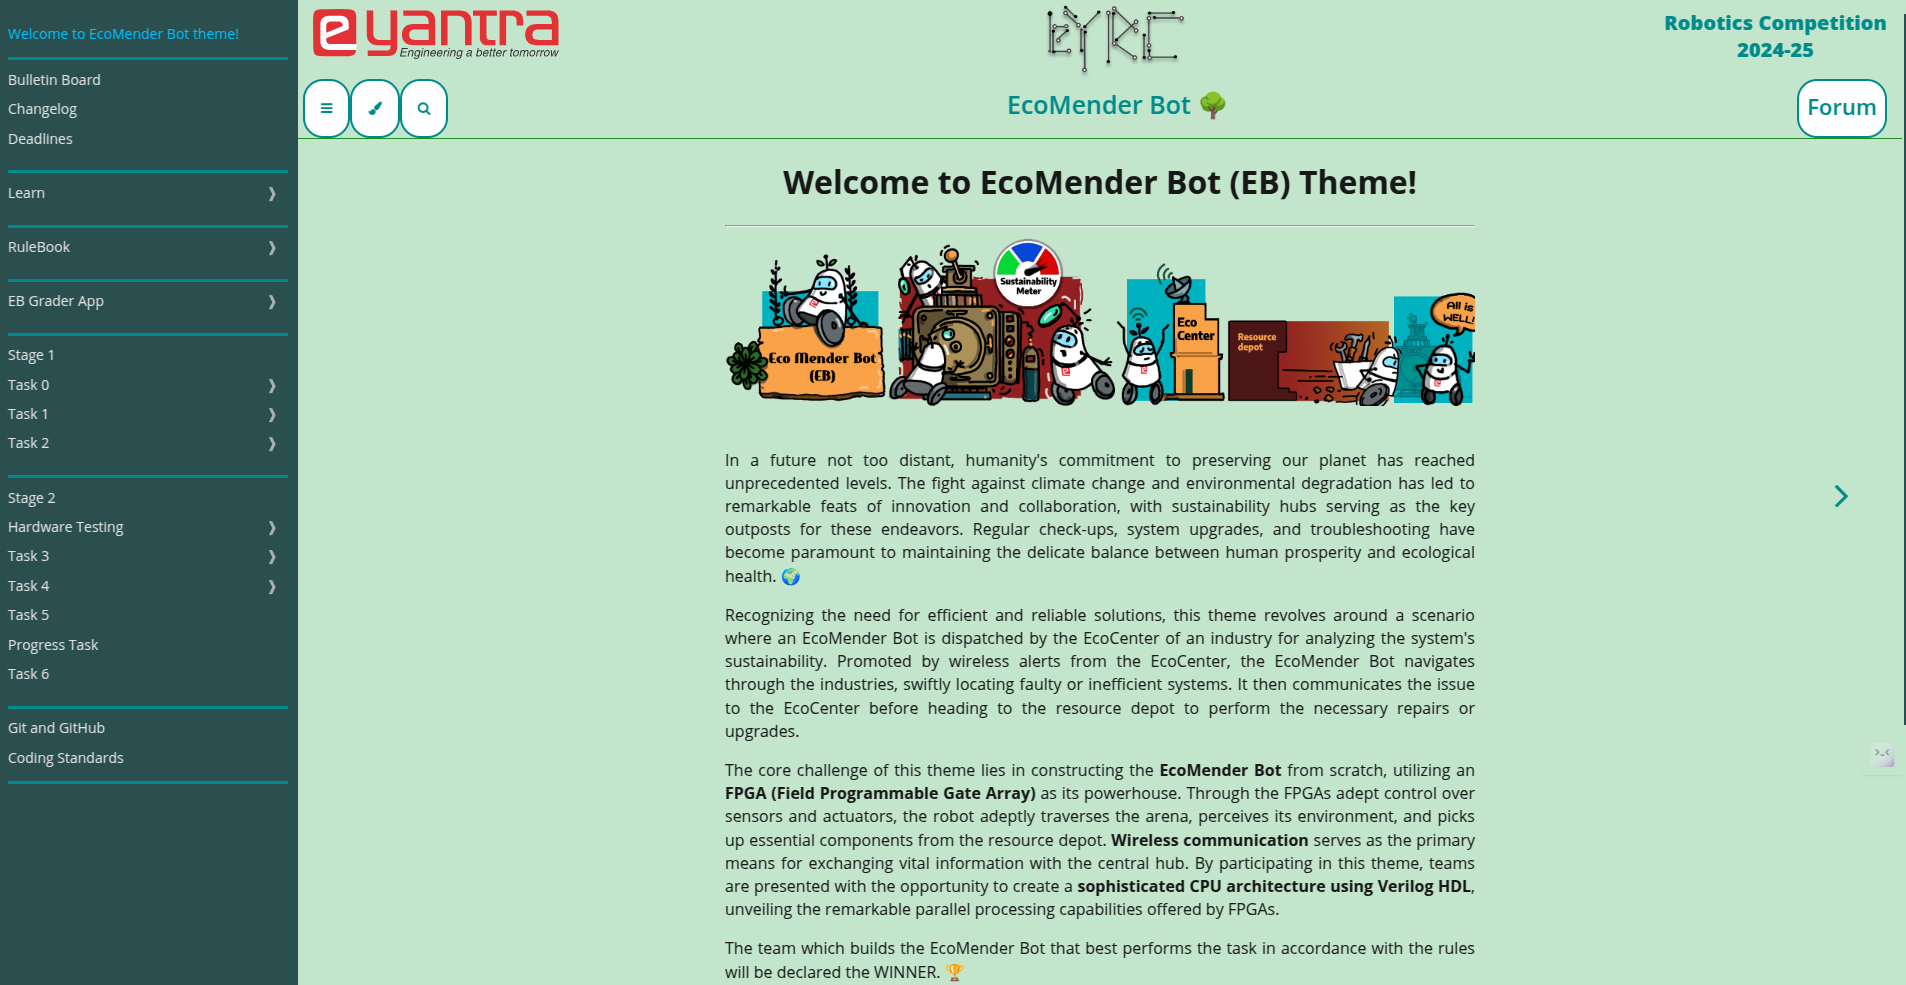 Welcome to EcoMender Bot theme!
Bulletin Board
Changelog
Deadlines
Learn
RuleBook
EB Grader App
Stage 1
Task 0
Task 1
Task 2
Stage 2
Hardware Testing
Task 3
Task 4
Task 5
Progress Task
Task 6
Git and GitHub
Coding Standards
e yantra
Engineering a better tomorrow
eYRC
Robotics Competition
2024-25
EcoMender Bot 🌳
Forum
Welcome to EcoMender Bot (EB) Theme!
Eco Mender Bot
(EB)
Sustainability
Meter
Eco
Center
Resource
depot
All is
WELL!
In a future not too distant, humanity's commitment to preserving our planet has reached
unprecedented levels. The fight against climate change and environmental degradation has led to
remarkable feats of innovation and collaboration, with sustainability hubs serving as the key
outposts for these endeavors. Regular check-ups, system upgrades, and troubleshooting have
become paramount to maintaining the delicate balance between human prosperity and ecological
health. 🌍
Recognizing the need for efficient and reliable solutions, this theme revolves around a scenario
where an EcoMender Bot is dispatched by the EcoCenter of an industry for analyzing the system's
sustainability. Promoted by wireless alerts from the EcoCenter, the EcoMender Bot navigates
through the industries, swiftly locating faulty or inefficient systems. It then communicates the issue
to the EcoCenter before heading to the resource depot to perform the necessary repairs or
upgrades.
The core challenge of this theme lies in constructing the EcoMender Bot from scratch, utilizing an
FPGA (Field Programmable Gate Array) as its powerhouse. Through the FPGAs adept control over
sensors and actuators, the robot adeptly traverses the arena, perceives its environment, and picks
up essential components from the resource depot. Wireless communication serves as the primary
means for exchanging vital information with the central hub. By participating in this theme, teams
are presented with the opportunity to create a sophisticated CPU architecture using Verilog HDL,
unveiling the remarkable parallel processing capabilities offered by FPGAs.
The team which builds the EcoMender Bot that best performs the task in accordance with the rules
will be declared the WINNER. 🏆